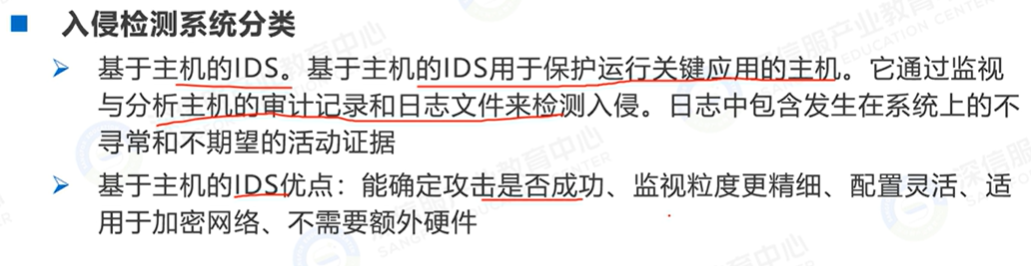 入侵检测系统分类
基于主机的IDS。基于主机的IDS用于保护运行关键应用的主机。它通过监视
与分析主机的审计记录和日志文件来检测入侵。日志中包含发生在系统上的不
寻常和不期望的活动证据
基于主机的IDS优点：能确定攻击是否成功、监视粒度更精细、配置灵活、适
用于加密网络、不需要额外硬件